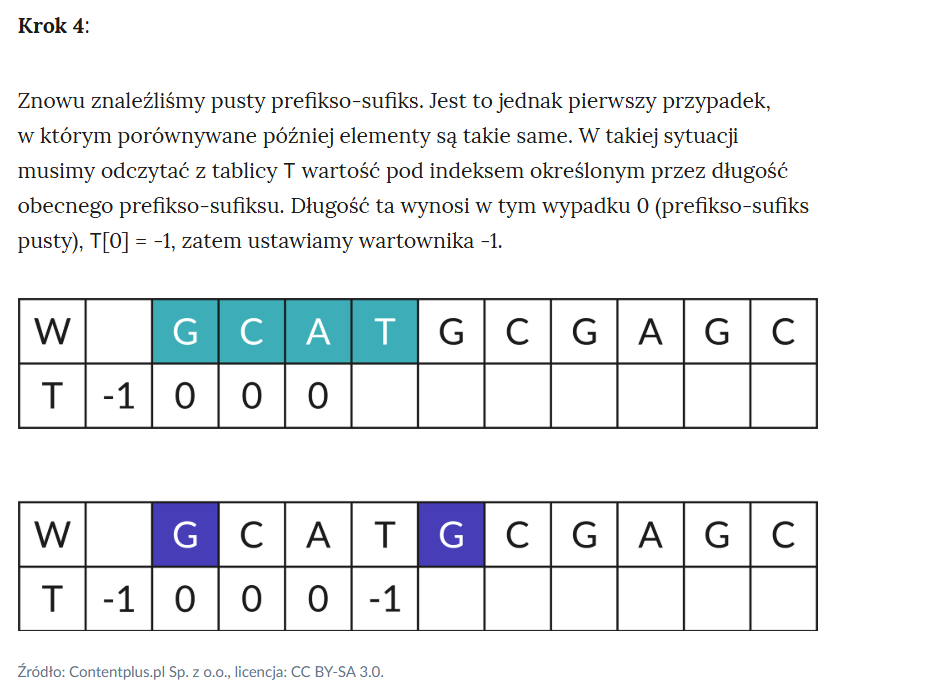 Krok 4:
Znowu znaleźliśmy pusty prefikso-sufiks. Jest to jednak pierwszy przypadek,
w którym porównywane później elementy są takie same. W takiej sytuacji
musimy odczytać z tablicy T wartość pod indeksem określonym przez długość
obecnego prefikso-sufiksu. Długość ta wynosi w tym wypadku 0 (prefikso-sufiks
pusty), T[0] = -1, zatem ustawiamy wartownika -1.
W G C A T G C G A G C
T -1 0 0 0
W G C A T G C G A G C
T -1 0 0 0 -1
Źródło: Contentplus.pl Sp. z o.o., licencja: CC BY-SA 3.0.